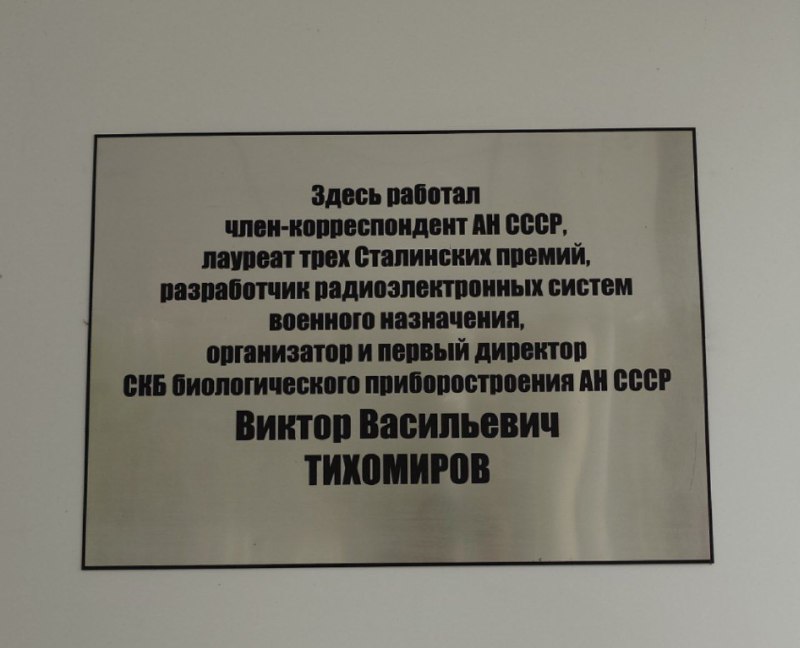 Здесь работал
член-корреспондент АН СССР,
лауреат трех Сталинских премий,
разработчик радиоэлектронных систем
военного назначения,
организатор и первый директор
СКБ биологического приборостроения АН СССР
Виктор Васильевич
ТИХОМИРОВ